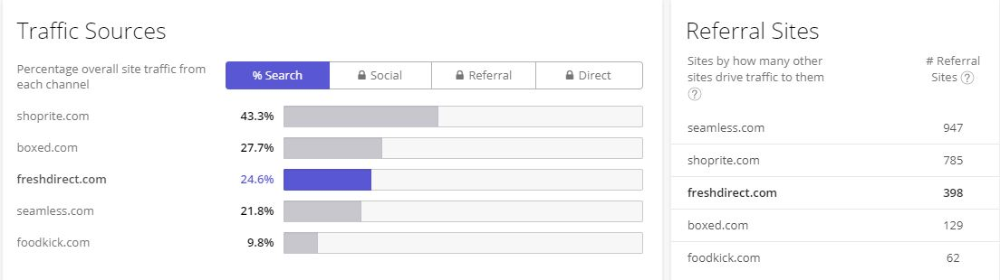 Traffic Sources
Percentage overall site traffic from
each channel
% Search
Social
Referral
Direct
shoprite.com 43.3%
boxed.com 27.7%
freshdirect.com 24.6%
seamless.com 21.8%
foodkick.com 9.8%
Referral Sites
Sites by how many other
sites drive traffic to them
?
# Referral
Sites ?
seamless.com 947
shoprite.com 785
freshdirect.com 398
boxed.com 129
foodkick.com 62